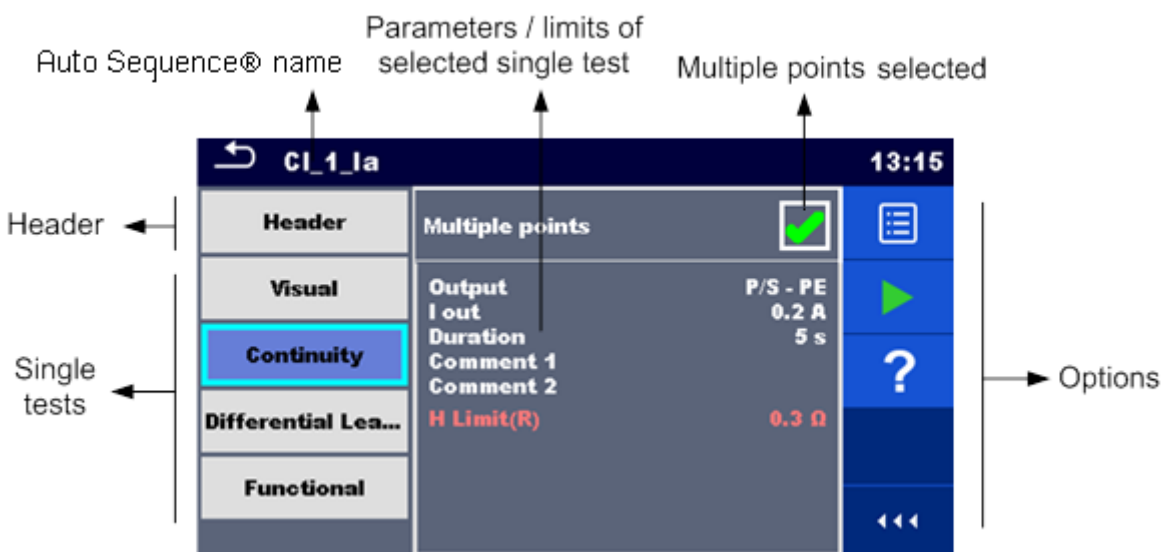 Auto Sequence® name
Parameters / limits of
selected single test
Multiple points selected
Cl_1_Ia
13:15
Header
Header
Multiple points
Single
tests
Visual
Continuity
Differential Lea...
Functional
Output P/S - PE
I out 0.2 A
Duration 5 s
Comment 1
Comment 2
H Limit(R) 0.3 Ω
?
Options